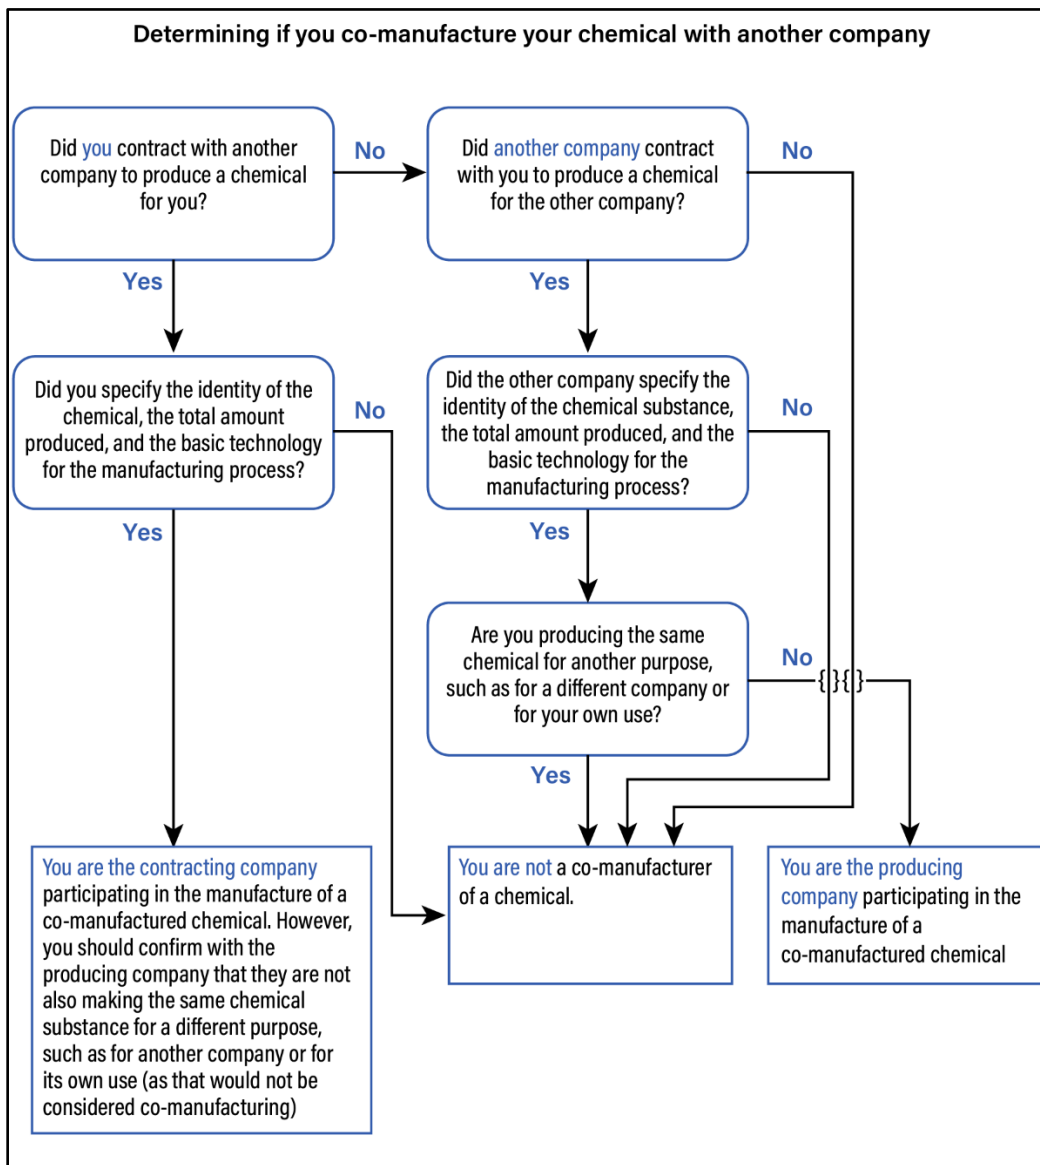 Determining if you co-manufacture your chemical with another company
Did you contract with another
company to produce a chemical
for you?
No
Did another company contract
with you to produce a chemical
for the other company?
No
Yes
Yes
Did you specify the identity of the
chemical, the total amount
produced, and the basic technology
for the manufacturing process?
No
Did the other company specify the
identity of the chemical substance,
the total amount produced, and the
basic technology for the
manufacturing process?
No
Yes
Yes
Are you producing the same
chemical for another purpose,
such as for a different company or
for your own use?
No
{ } { }
Yes
You are the contracting company
participating in the manufacture of a
co-manufactured chemical. However,
you should confirm with the
producing company that they are not
also making the same chemical
substance for a different purpose,
such as for another company or for
its own use (as that would not be
considered co-manufacturing)
You are not a co-manufacturer
of a chemical.
You are the producing
company participating in the
manufacture of a
co-manufactured chemical